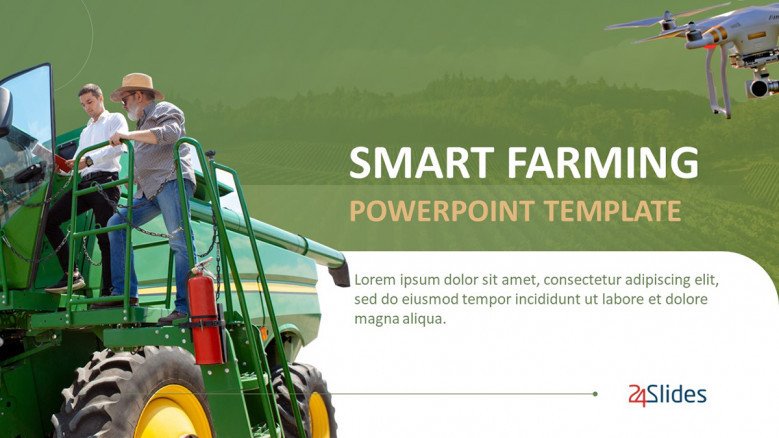 SMART FARMING
POWERPOINT TEMPLATE
Lorem ipsum dolor sit amet, consectetur adipiscing elit,
sed do eiusmod tempor incididunt ut labore et dolore
magna aliqua.
24Slides